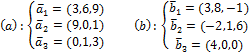 (a): { ā₁ = (3,6,9)
ā₂ = (9,0,1)
ā₃ = (0,1,3)
(b): { b̄₁ = (3,8,−1)
b̄₂ = (−2,1,6)
b̄₃ = (4,0,0)